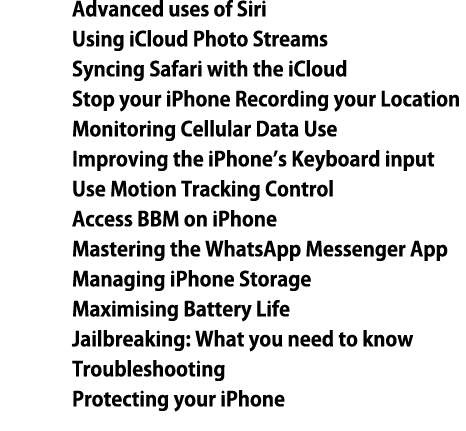 Advanced uses of Siri
Using iCloud Photo Streams
Syncing Safari with the iCloud
Stop your iPhone Recording your Location
Monitoring Cellular Data Use
Improving the iPhone’s Keyboard input
Use Motion Tracking Control
Access BBM on iPhone
Mastering the WhatsApp Messenger App
Managing iPhone Storage
Maximising Battery Life
Jailbreaking: What you need to know
Troubleshooting
Protecting your iPhone